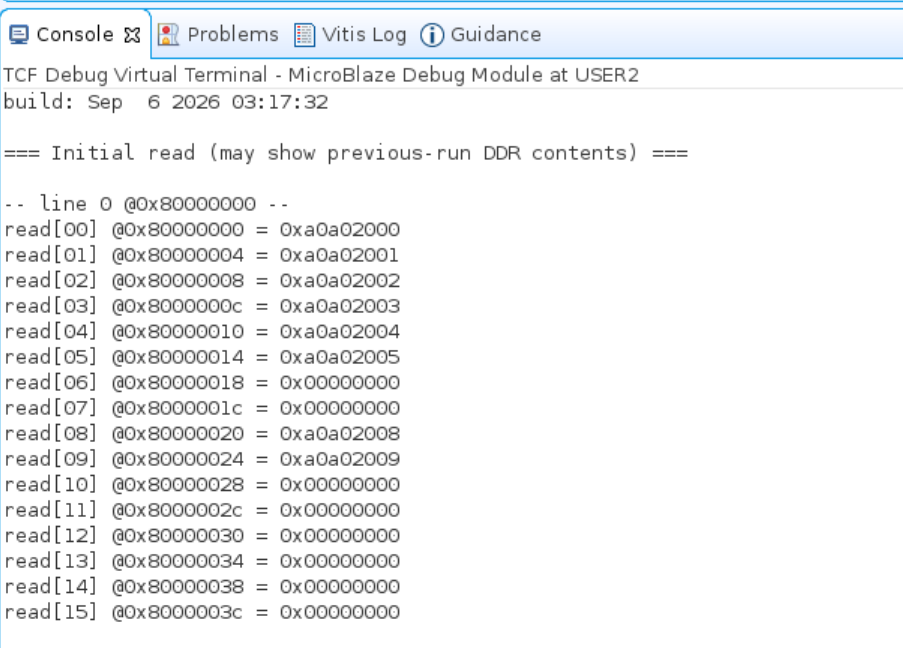 Console Problems Vitis Log Guidance
TCF Debug Virtual Terminal - MicroBlaze Debug Module at USER2
build: Sep  6 2026 03:17:32
=== Initial read (may show previous-run DDR contents) ===
-- line 0 @0x80000000 --
read[00] @0x80000000 = 0xa0a02000
read[01] @0x80000004 = 0xa0a02001
read[02] @0x80000008 = 0xa0a02002
read[03] @0x8000000c = 0xa0a02003
read[04] @0x80000010 = 0xa0a02004
read[05] @0x80000014 = 0xa0a02005
read[06] @0x80000018 = 0x00000000
read[07] @0x8000001c = 0x00000000
read[08] @0x80000020 = 0xa0a02008
read[09] @0x80000024 = 0xa0a02009
read[10] @0x80000028 = 0x00000000
read[11] @0x8000002c = 0x00000000
read[12] @0x80000030 = 0x00000000
read[13] @0x80000034 = 0x00000000
read[14] @0x80000038 = 0x00000000
read[15] @0x8000003c = 0x00000000